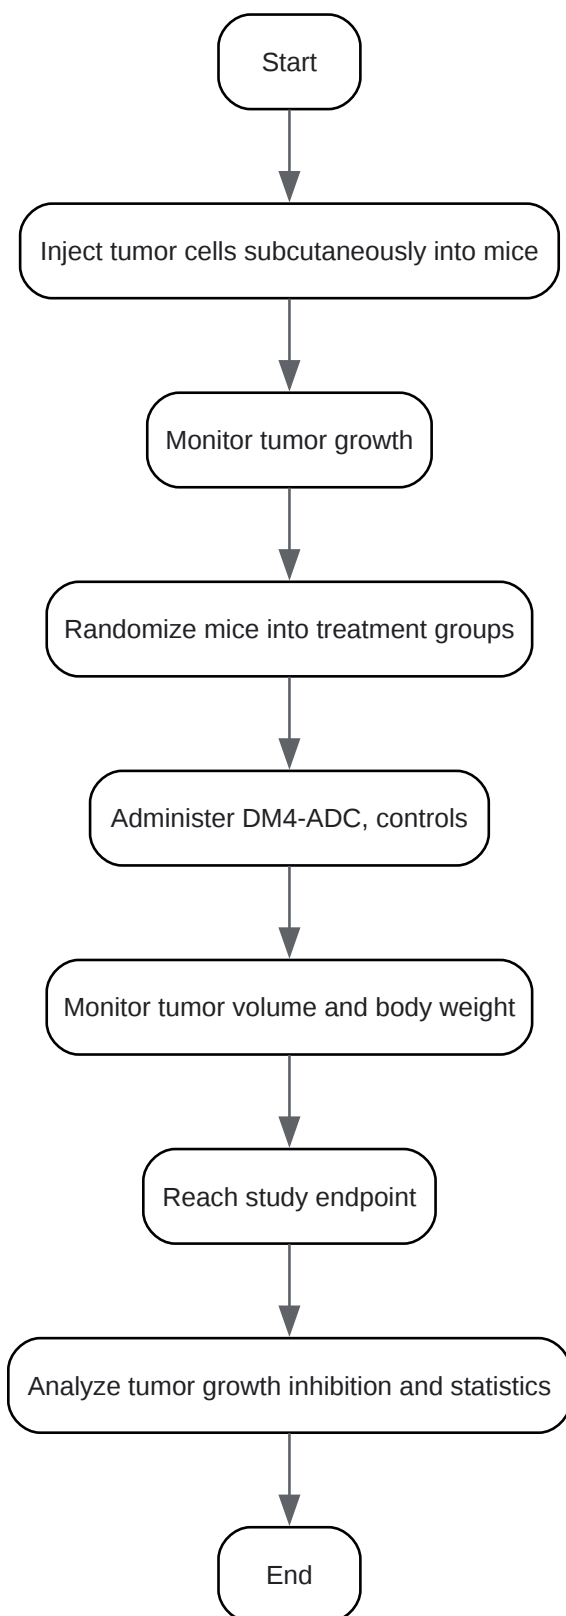 Start
Inject tumor cells subcutaneously into mice
Monitor tumor growth
Randomize mice into treatment groups
Administer DM4-ADC, controls
Monitor tumor volume and body weight
Reach study endpoint
Analyze tumor growth inhibition and statistics
End